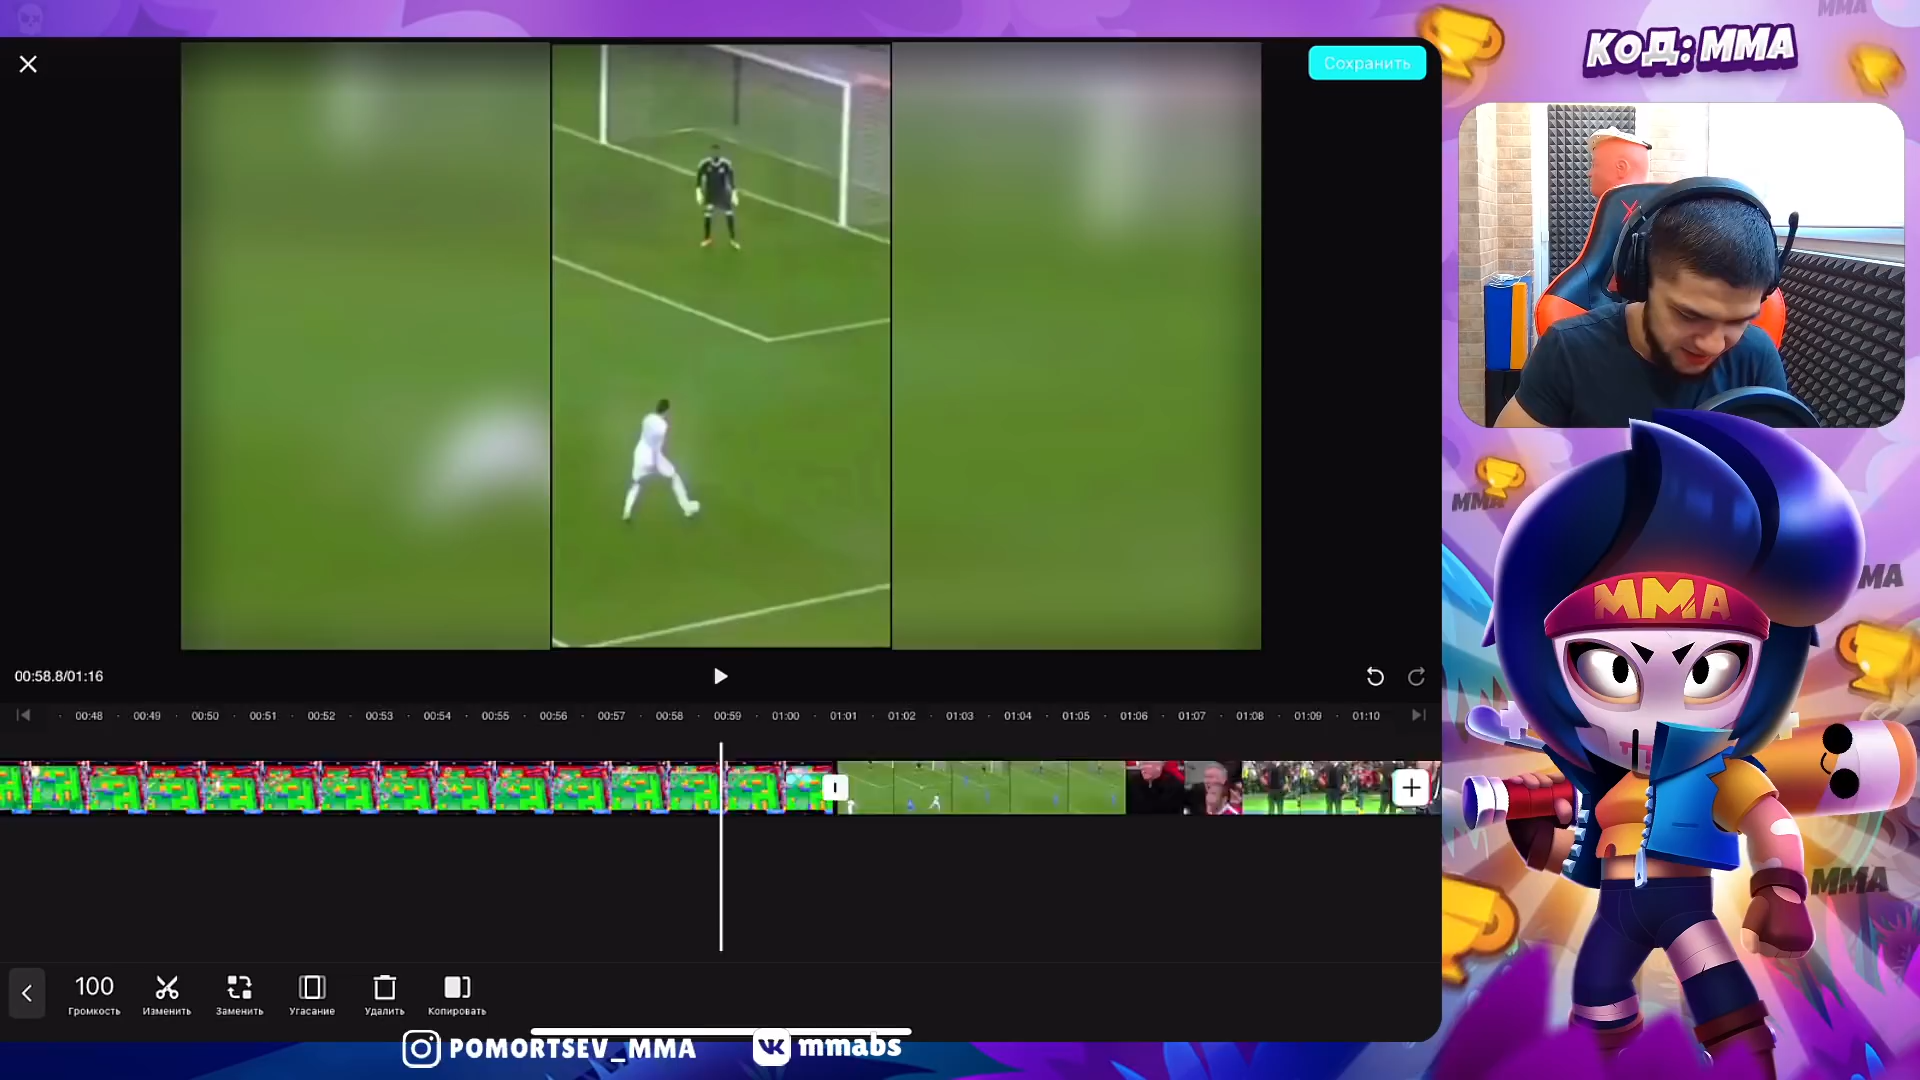 MMA
КОД: MMA
Сохранить
MMA
MMA
MMA
00:58.8/01:16
00:48 00:49 00:50 00:51 00:52 00:53 00:54 00:55 00:56 00:57 00:58 00:59 01:00 01:01 01:02 01:03 01:04 01:05 01:06 01:07 01:08 01:09 01:10
MMA
100
Громкость Изменить Заменить Угасание Удалить Копировать
POMORTSEV_MMA
VK mmabs